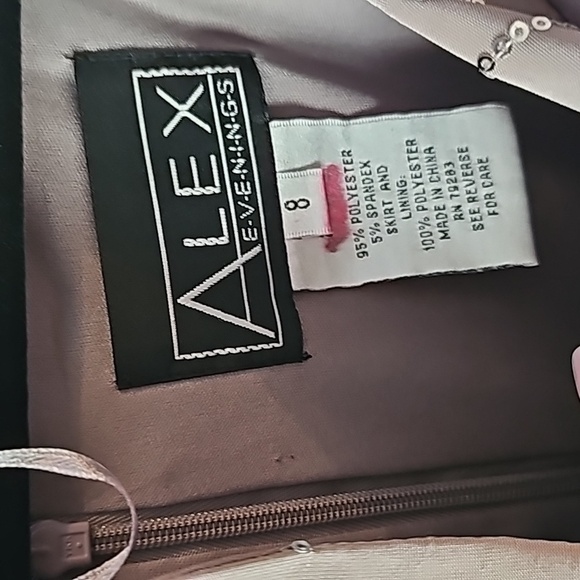 ALEX
E·V·E·N·I·N·G·S
8
95% POLYESTER
5% SPANDEX
SKIRT AND
LINING:
100% POLYESTER
MADE IN CHINA
RN 79283
SEE REVERSE
FOR CARE